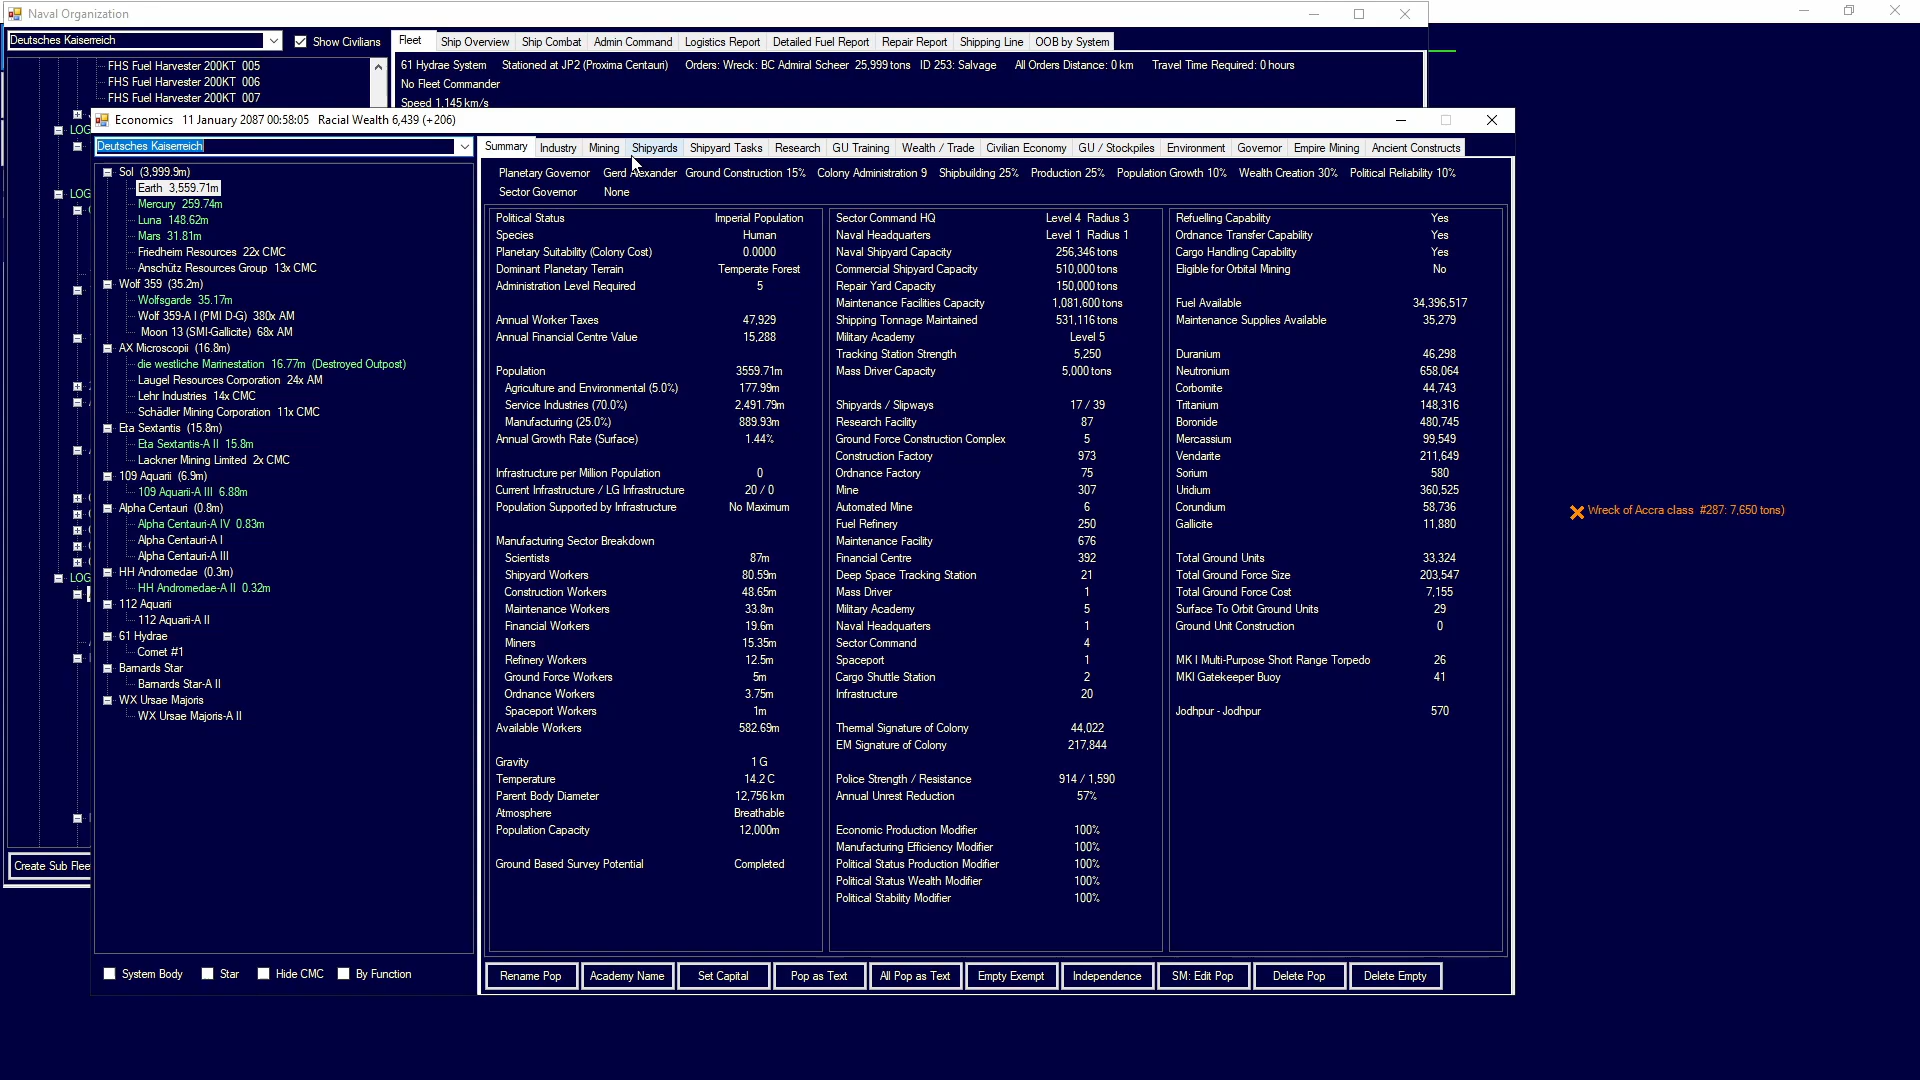 Naval Organization
Deutsches Kaiserreich
Show Civilians
Fleet Ship Overview Ship Combat Admin Command Logistics Report Detailed Fuel Report Repair Report Shipping Line OOB by System
FHS Fuel Harvester 200KT 005
FHS Fuel Harvester 200KT 006
FHS Fuel Harvester 200KT 007
61 Hydrae System Stationed at JP2 (Proxima Centauri) Orders: Wreck: BC Admiral Scheer 25,999 tons ID 253: Salvage All Orders Distance: 0 km Travel Time Required: 0 hours
No Fleet Commander
Speed 1,145 km/s
LOG
LOG
LOG
Create Sub Flee
Economics 11 January 2087 00:58:05 Racial Wealth 6,439 (+206)
Deutsches Kaiserreich
Sol (3,999.9m)
Earth 3,559.71m
Mercury 259.74m
Luna 148.62m
Mars 31.81m
Friedheim Resources 22x CMC
Anschütz Resources Group 13x CMC
Wolf 359 (35.2m)
Wolfsgarde 35.17m
Wolf 359-A I (PMI D-G) 380x AM
Moon 13 (SMI-Gallicite) 68x AM
AX Microscopii (16.8m)
die westliche Marinestation 16.77m (Destroyed Outpost)
Laugel Resources Corporation 24x AM
Lehr Industries 14x CMC
Schädler Mining Corporation 11x CMC
Eta Sextantis (15.8m)
Eta Sextantis-A II 15.8m
Lackner Mining Limited 2x CMC
109 Aquarii (6.9m)
109 Aquarii-A III 6.88m
Alpha Centauri (0.8m)
Alpha Centauri-A IV 0.83m
Alpha Centauri-A I
Alpha Centauri-A III
HH Andromedae (0.3m)
HH Andromedae-A II 0.32m
112 Aquarii
112 Aquarii-A II
61 Hydrae
Comet #1
Barnards Star
Barnards Star-A II
WX Ursae Majoris
WX Ursae Majoris-A II
System Body Star Hide CMC By Function
Summary Industry Mining Shipyards Shipyard Tasks Research GU Training Wealth / Trade Civilian Economy GU / Stockpiles Environment Governor Empire Mining Ancient Constructs
Planetary Governor Gerd Alexander Ground Construction 15% Colony Administration 9 Shipbuilding 25% Production 25% Population Growth 10% Wealth Creation 30% Political Reliability 10%
Sector Governor None
Political Status Imperial Population
Species Human
Planetary Suitability (Colony Cost) 0.0000
Dominant Planetary Terrain Temperate Forest
Administration Level Required 5
Annual Worker Taxes 47,929
Annual Financial Centre Value 15,288
Population 3559.71m
Agriculture and Environmental (5.0%) 177.99m
Service Industries (70.0%) 2,491.79m
Manufacturing (25.0%) 889.93m
Annual Growth Rate (Surface) 1.44%
Infrastructure per Million Population 0
Current Infrastructure / LG Infrastructure 20 / 0
Population Supported by Infrastructure No Maximum
Manufacturing Sector Breakdown
Scientists 87m
Shipyard Workers 80.59m
Construction Workers 48.65m
Maintenance Workers 33.8m
Financial Workers 19.6m
Miners 15.35m
Refinery Workers 12.5m
Ground Force Workers 5m
Ordnance Workers 3.75m
Spaceport Workers 1m
Available Workers 582.69m
Gravity 1 G
Temperature 14.2 C
Parent Body Diameter 12,756 km
Atmosphere Breathable
Population Capacity 12,000m
Ground Based Survey Potential Completed
Sector Command HQ Level 4 Radius 3
Naval Headquarters Level 1 Radius 1
Naval Shipyard Capacity 256,346 tons
Commercial Shipyard Capacity 510,000 tons
Repair Yard Capacity 150,000 tons
Maintenance Facilities Capacity 1,081,600 tons
Shipping Tonnage Maintained 531,116 tons
Military Academy Level 5
Tracking Station Strength 5,250
Mass Driver Capacity 5,000 tons
Shipyards / Slipways 17 / 39
Research Facility 87
Ground Force Construction Complex 5
Construction Factory 973
Ordnance Factory 75
Mine 307
Automated Mine 6
Fuel Refinery 250
Maintenance Facility 676
Financial Centre 392
Deep Space Tracking Station 21
Mass Driver 1
Military Academy 5
Naval Headquarters 1
Sector Command 4
Spaceport 1
Cargo Shuttle Station 2
Infrastructure 20
Thermal Signature of Colony 44,022
EM Signature of Colony 217,844
Police Strength / Resistance 914 / 1,590
Annual Unrest Reduction 57%
Economic Production Modifier 100%
Manufacturing Efficiency Modifier 100%
Political Status Production Modifier 100%
Political Status Wealth Modifier 100%
Political Stability Modifier 100%
Refuelling Capability Yes
Ordnance Transfer Capability Yes
Cargo Handling Capability Yes
Eligible for Orbital Mining No
Fuel Available 34,396,517
Maintenance Supplies Available 35,279
Duranium 46,298
Neutronium 658,064
Corbomite 44,743
Tritanium 148,316
Boronide 480,745
Mercassium 99,549
Vendarite 211,649
Sorium 580
Uridium 360,525
Corundium 58,736
Gallicite 11,880
Total Ground Units 33,324
Total Ground Force Size 203,547
Total Ground Force Cost 7,155
Surface To Orbit Ground Units 29
Ground Unit Construction 0
MK I Multi-Purpose Short Range Torpedo 26
MKI Gatekeeper Buoy 41
Jodhpur - Jodhpur 570
Rename Pop Academy Name Set Capital Pop as Text All Pop as Text Empty Exempt Independence SM: Edit Pop Delete Pop Delete Empty
Wreck of Accra class #287: 7,650 tons)